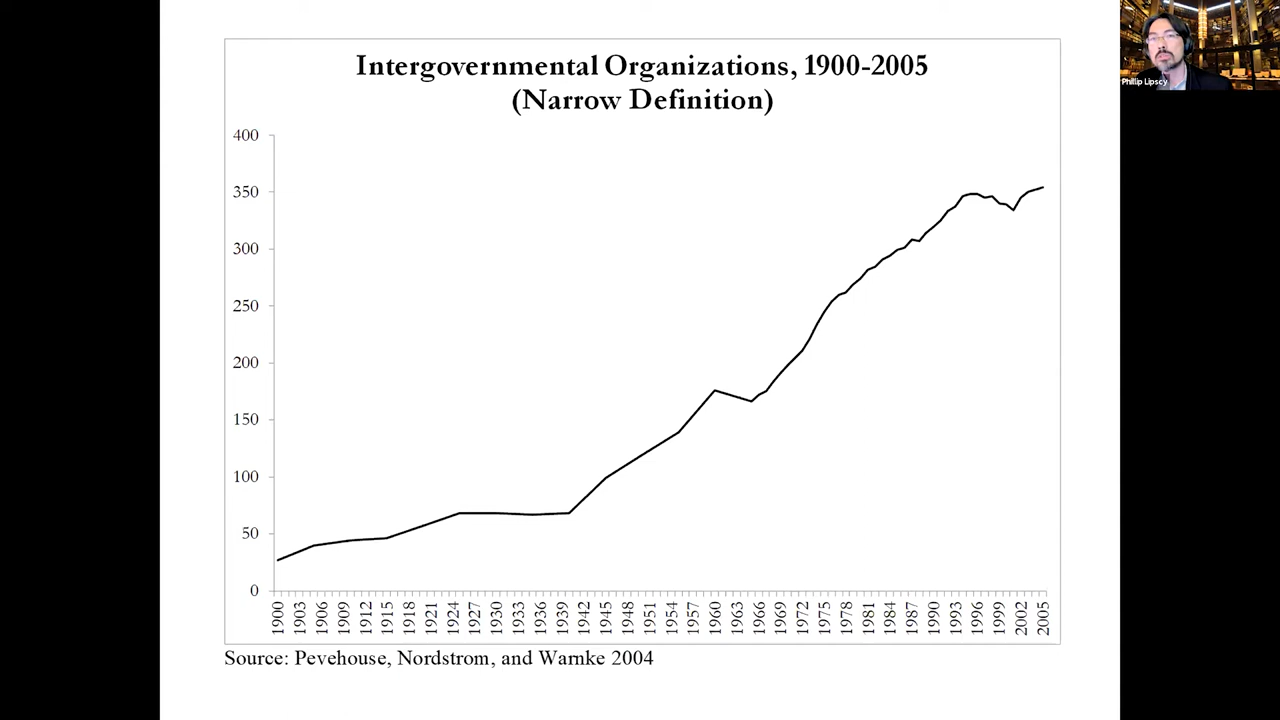 Intergovernmental Organizations, 1900-2005
(Narrow Definition)
400
350
300
250
200
150
100
50
0
1900 1903 1906 1909 1912 1915 1918 1921 1924 1927 1930 1933 1936 1939 1942 1945 1948 1951 1954 1957 1960 1963 1966 1969 1972 1975 1978 1981 1984 1987 1990 1993 1996 1999 2002 2005
Source: Pevehouse, Nordstrom, and Warnke 2004
Phillip Lipscy